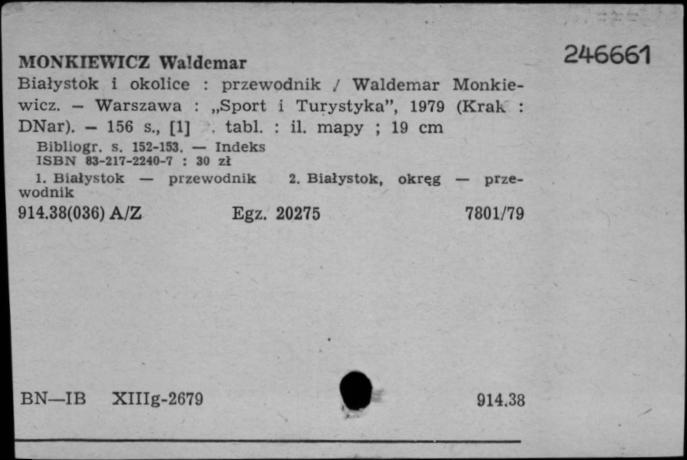 246661
MONKIEWICZ Waldemar
Białystok i okolice : przewodnik / Waldemar Monkie-
wicz. — Warszawa : „Sport i Turystyka”, 1979 (Krak :
DNar). — 156 s., [1] . tabl. : il. mapy ; 19 cm
Bibliogr. s. 152-153. — Indeks
ISBN 83-217-2240-7 : 30 zł
1. Białystok — przewodnik 2. Białystok, okręg — prze-
wodnik
914.38(036) A/Z Egz. 20275 7801/79
BN—IB XIIIg-2679 914.38